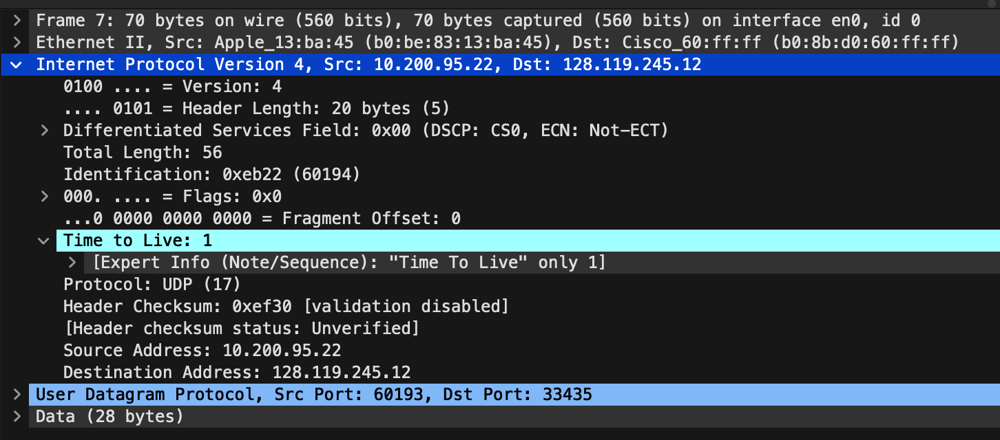 Frame 7: 70 bytes on wire (560 bits), 70 bytes captured (560 bits) on interface en0, id 0
Ethernet II, Src: Apple_13:ba:45 (b0:be:83:13:ba:45), Dst: Cisco_60:ff:ff (b0:8b:d0:60:ff:ff)
Internet Protocol Version 4, Src: 10.200.95.22, Dst: 128.119.245.12
0100 .... = Version: 4
.... 0101 = Header Length: 20 bytes (5)
Differentiated Services Field: 0x00 (DSCP: CS0, ECN: Not-ECT)
Total Length: 56
Identification: 0xeb22 (60194)
000. .... = Flags: 0x0
...0 0000 0000 0000 = Fragment Offset: 0
Time to Live: 1
[Expert Info (Note/Sequence): "Time To Live" only 1]
Protocol: UDP (17)
Header Checksum: 0xef30 [validation disabled]
[Header checksum status: Unverified]
Source Address: 10.200.95.22
Destination Address: 128.119.245.12
User Datagram Protocol, Src Port: 60193, Dst Port: 33435
Data (28 bytes)